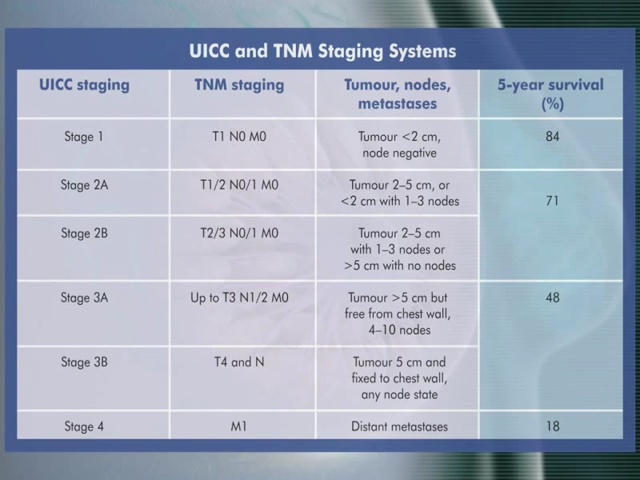 UICC and TNM Staging Systems
UICC staging
TNM staging
Tumour, nodes,
metastases
5-year survival
(%)
Stage 1
T1 N0 M0
Tumour <2 cm,
node negative
84
Stage 2A
T1/2 N0/1 M0
Tumour 2–5 cm, or
<2 cm with 1–3 nodes
71
Stage 2B
T2/3 N0/1 M0
Tumour 2–5 cm
with 1–3 nodes or
>5 cm with no nodes
Stage 3A
Up to T3 N1/2 M0
Tumour >5 cm but
free from chest wall,
4–10 nodes
48
Stage 3B
T4 and N
Tumour 5 cm and
fixed to chest wall,
any node state
Stage 4
M1
Distant metastases
18